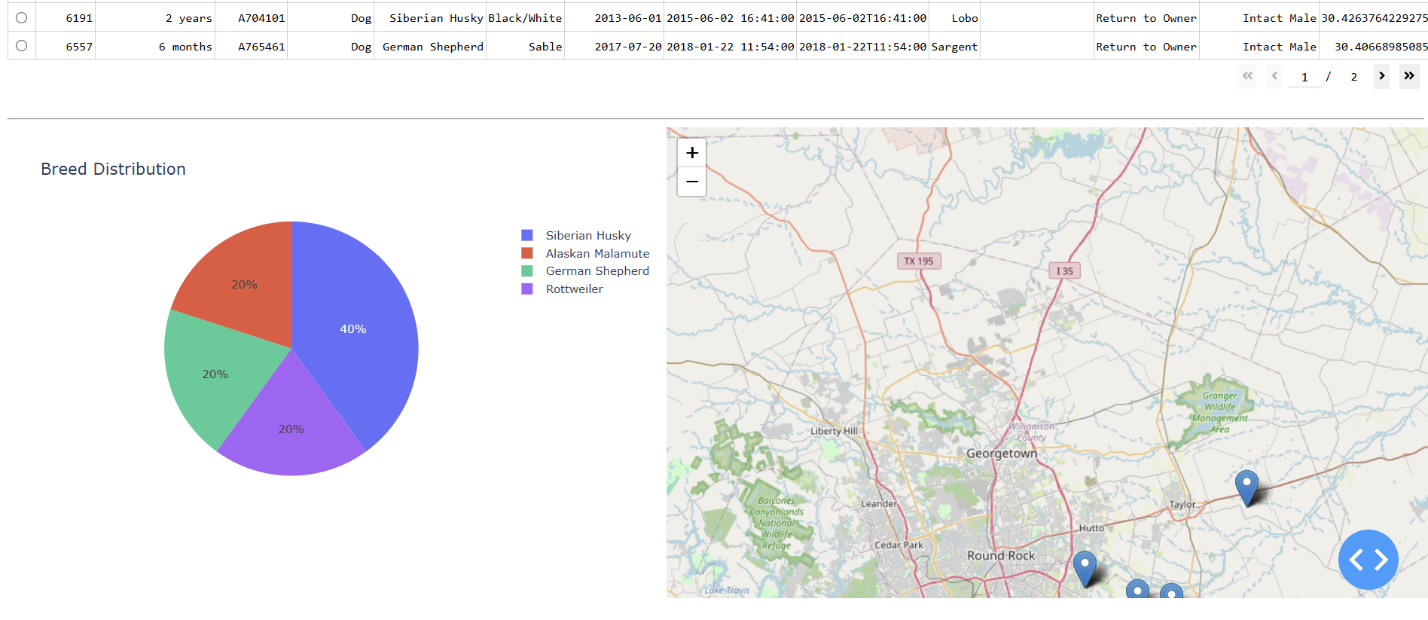 6191 2 years A704101 Dog Siberian Husky Black/White 2013-06-01 2015-06-02 16:41:00 2015-06-02T16:41:00 Lobo Return to Owner Intact Male 30.4263764229275
6557 6 months A765461 Dog German Shepherd Sable 2017-07-20 2018-01-22 11:54:00 2018-01-22T11:54:00 Sargent Return to Owner Intact Male 30.40668985085
« ‹ 1 / 2 › »
Breed Distribution
Siberian Husky
Alaskan Malamute
German Shepherd
Rottweiler
20%
40%
20%
20%
+
−
TX 195
I 35
Granger
Wildlife
Management
Area
Liberty Hill
Williamson
County
Georgetown
Balcones
Canyonlands
National
Wildlife
Refuge
Leander
Taylor
Hutto
Cedar Park
Round Rock
Lake Travis